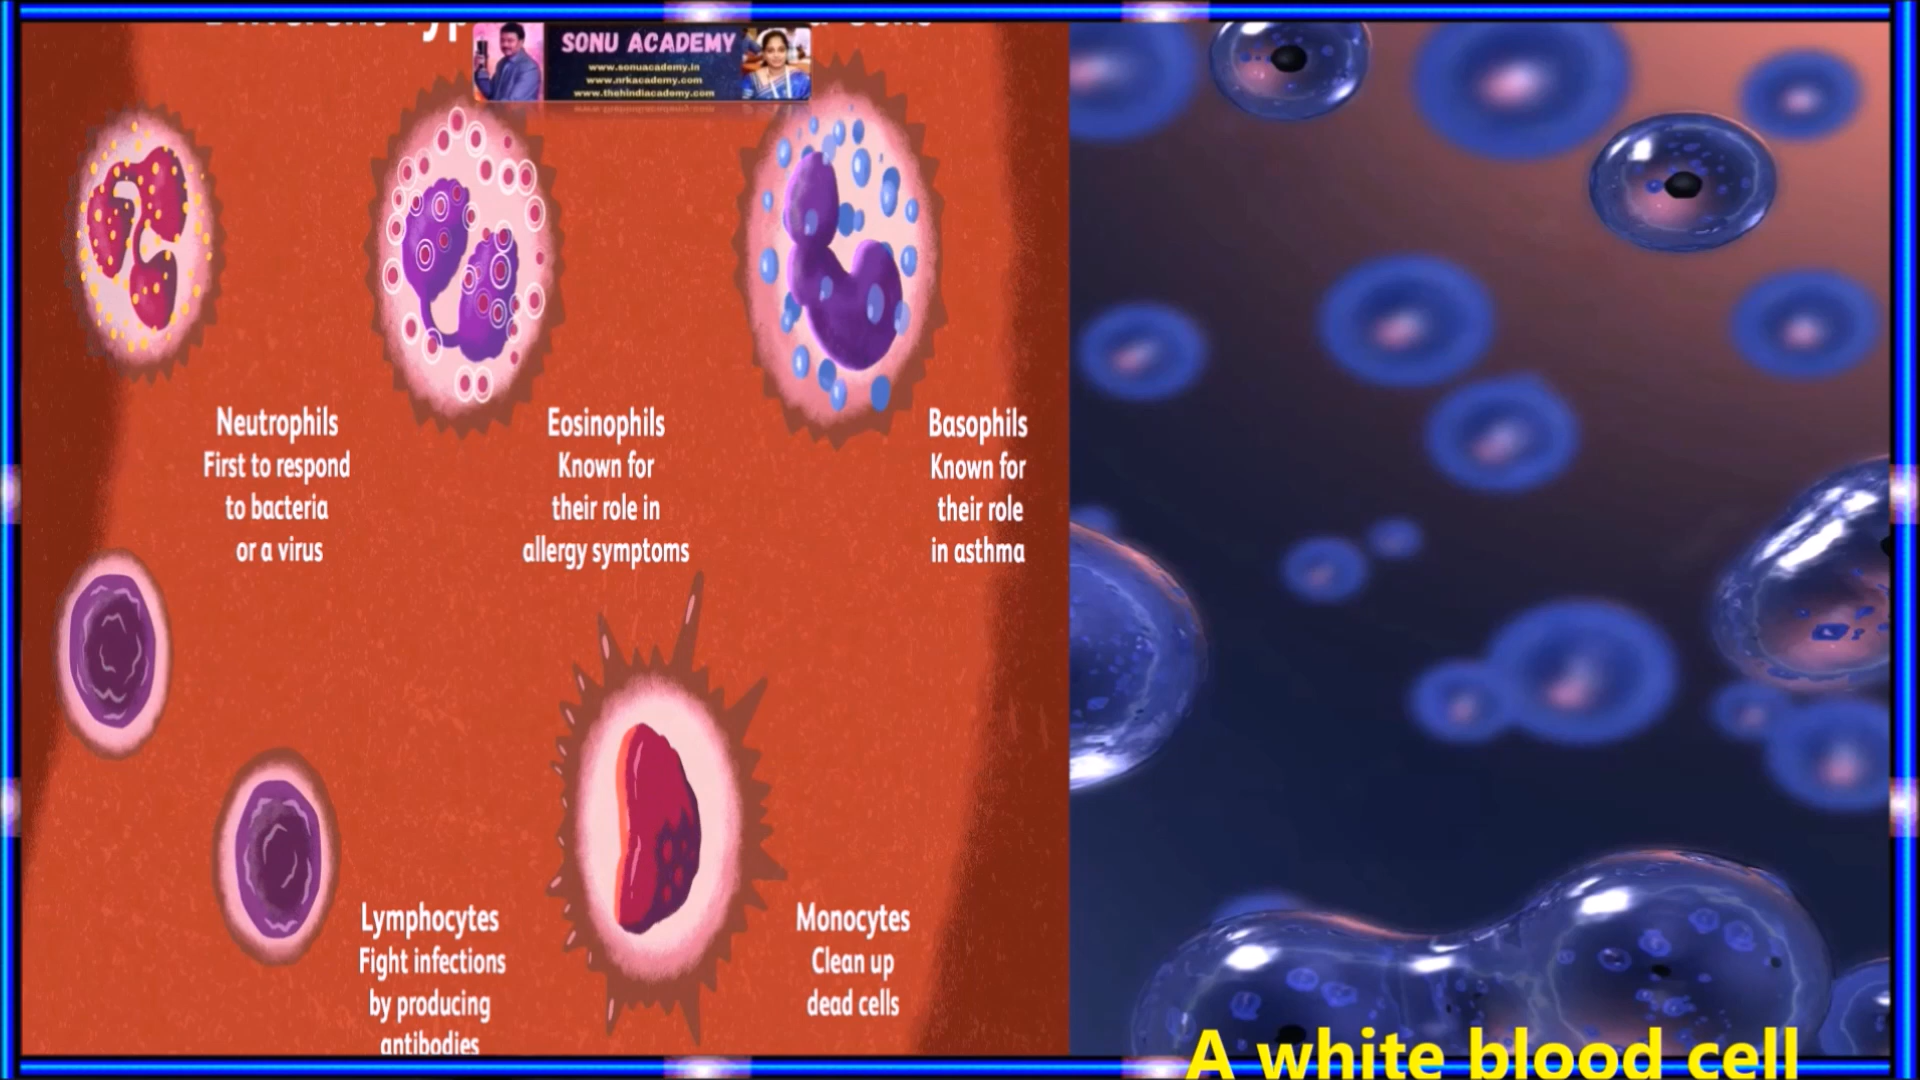 SONU ACADEMY
www.sonuacademy.in
www.nrkacademy.com
www.thehindiacademy.com
Neutrophils
First to respond
to bacteria
or a virus
Eosinophils
Known for
their role in
allergy symptoms
Basophils
Known for
their role
in asthma
Lymphocytes
Fight infections
by producing
antibodies
Monocytes
Clean up
dead cells
A white blood cell